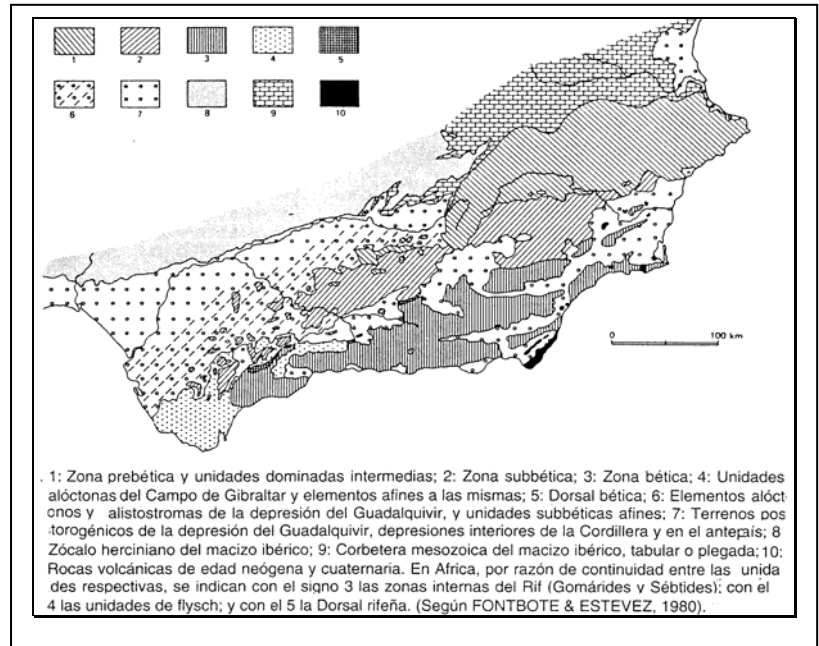 1 2 3 4 5
6 7 8 9 10
0 100 km
. 1: Zona prebética y unidades dominadas intermedias; 2: Zona subbética; 3: Zona bética; 4: Unidades
alóctonas del Campo de Gibraltar y elementos afines a las mismas; 5: Dorsal bética; 6: Elementos alóct
onos y alistostromas de la depresión del Guadalquivir, y unidades subbéticas afines; 7: Terrenos pos
torogénicos de la depresión del Guadalquivir, depresiones interiores de la Cordillera y en el antepaís; 8
Zócalo herciniano del macizo ibérico; 9: Corbetera mesozoica del macizo ibérico, tabular o plegada; 10:
Rocas volcánicas de edad neógena y cuaternaria. En Africa, por razón de continuidad entre las unida
des respectivas, se indican con el signo 3 las zonas internas del Rif (Gomárides y Sébtides); con el
4 las unidades de flysch; y con el 5 la Dorsal rifeña. (Según FONTBOTE & ESTEVEZ, 1980).